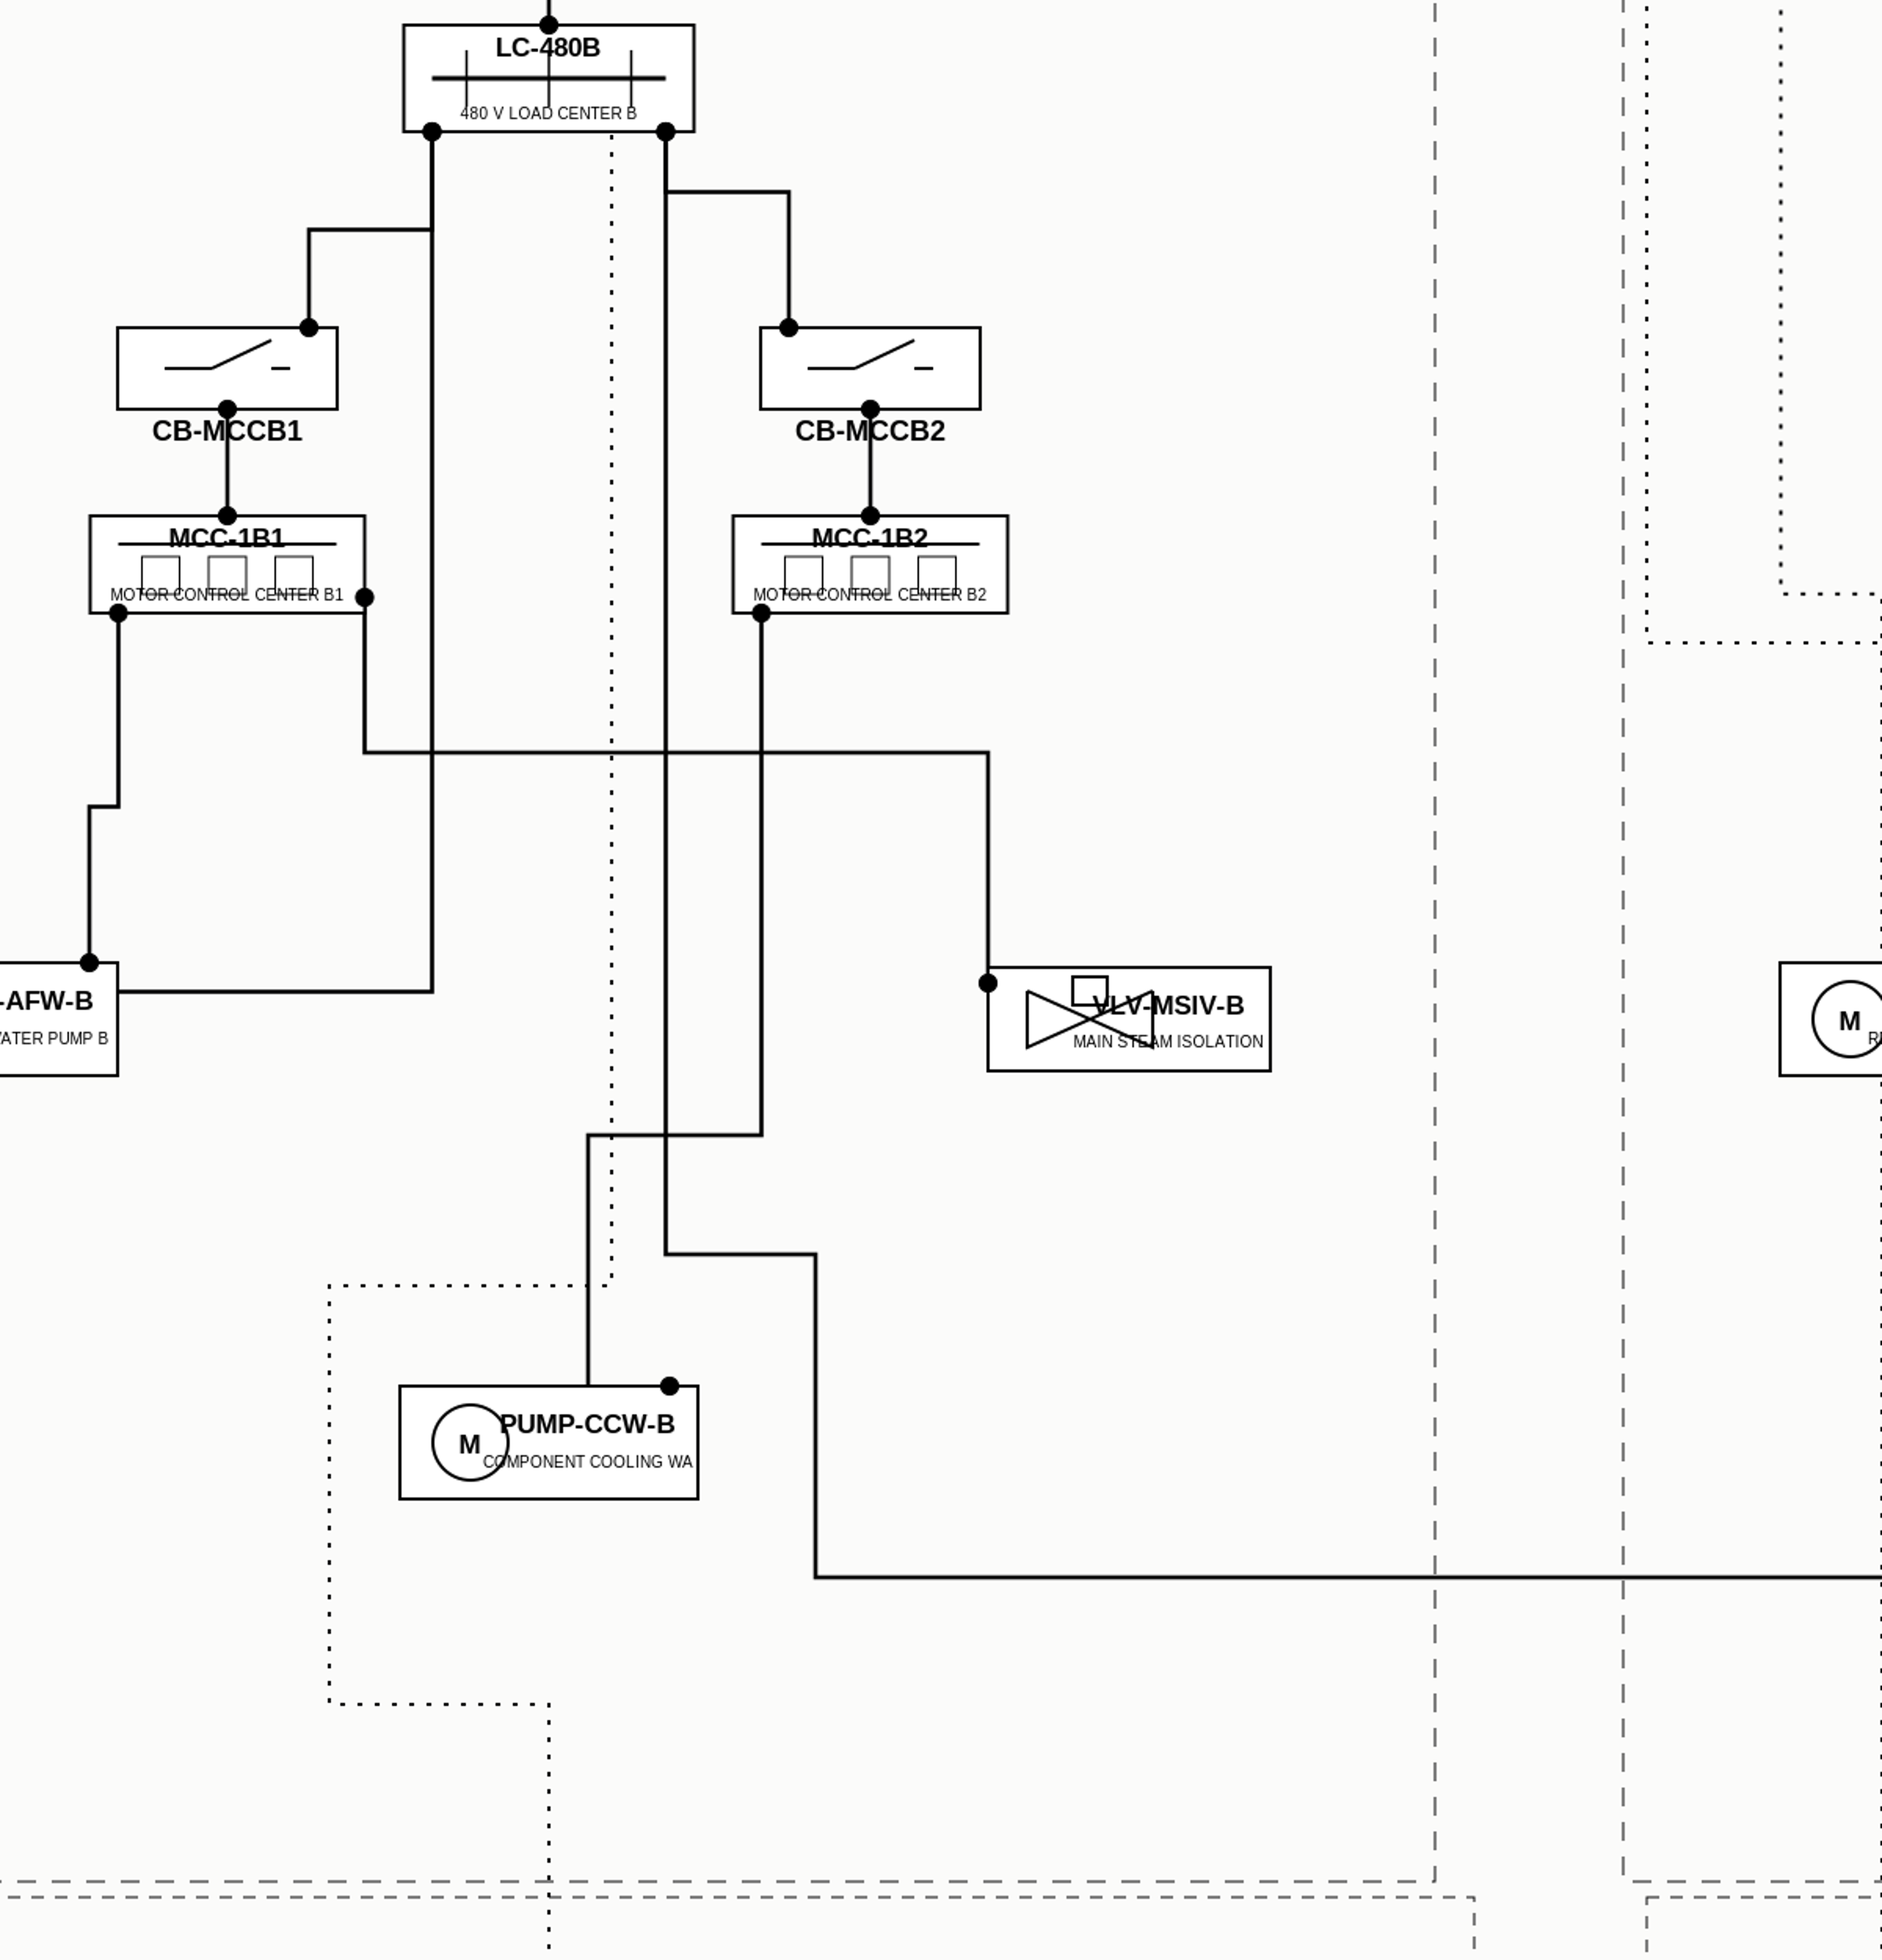 LC-480B
480 V LOAD CENTER B
CB-MCCB1
CB-MCCB2
MCC-1B1
MOTOR CONTROL CENTER B1
MCC-1B2
MOTOR CONTROL CENTER B2
-AFW-B
ATER PUMP B
VLV-MSIV-B
MAIN STEAM ISOLATION
M
M
PUMP-CCW-B
COMPONENT COOLING WA